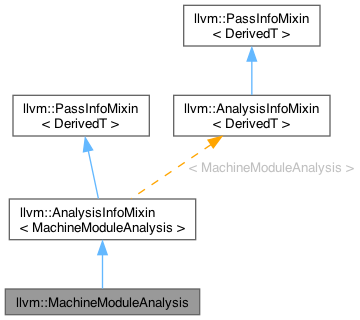 llvm::PassInfoMixin
< DerivedT >
llvm::PassInfoMixin
< DerivedT >
llvm::AnalysisInfoMixin
< DerivedT >
< MachineModuleAnalysis >
llvm::AnalysisInfoMixin
< MachineModuleAnalysis >
llvm::MachineModuleAnalysis